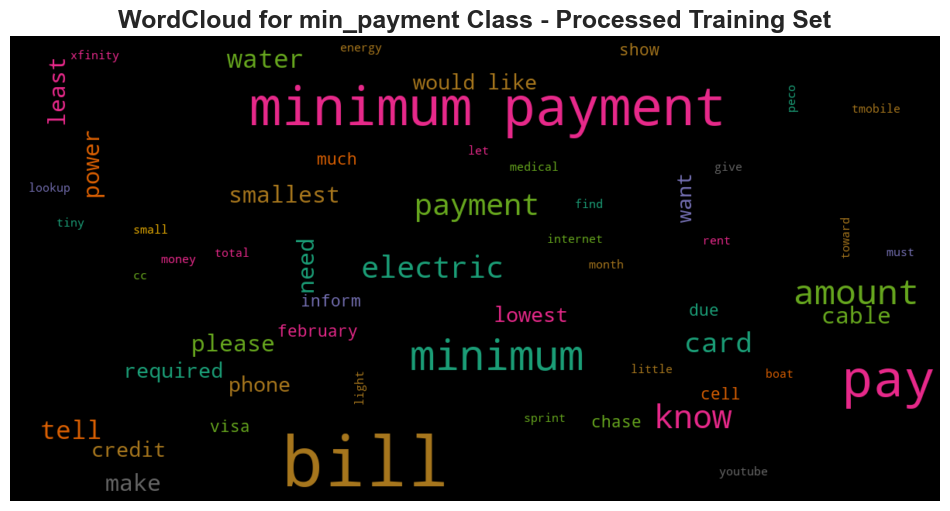 WordCloud for min_payment Class - Processed Training Set
energy
show
xfinity
water
least
would like
minimum payment
peco
tmobile
power
much
let
medical
give
lookup
smallest
want
payment
find
tiny
small
toward
internet
rent
must
money
total
need
electric
month
cc
inform
amount
lowest
due
cable
february
please
minimum
card
required
phone
light
little
boat
pay
cell
know
chase
sprint
visa
tell
credit
bill
make
youtube